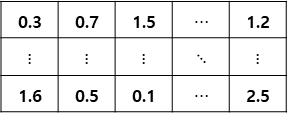 0.3 0.7 1.5 ⋯ 1.2
⋮ ⋮ ⋮ ⋱ ⋮
1.6 0.5 0.1 ⋯ 2.5